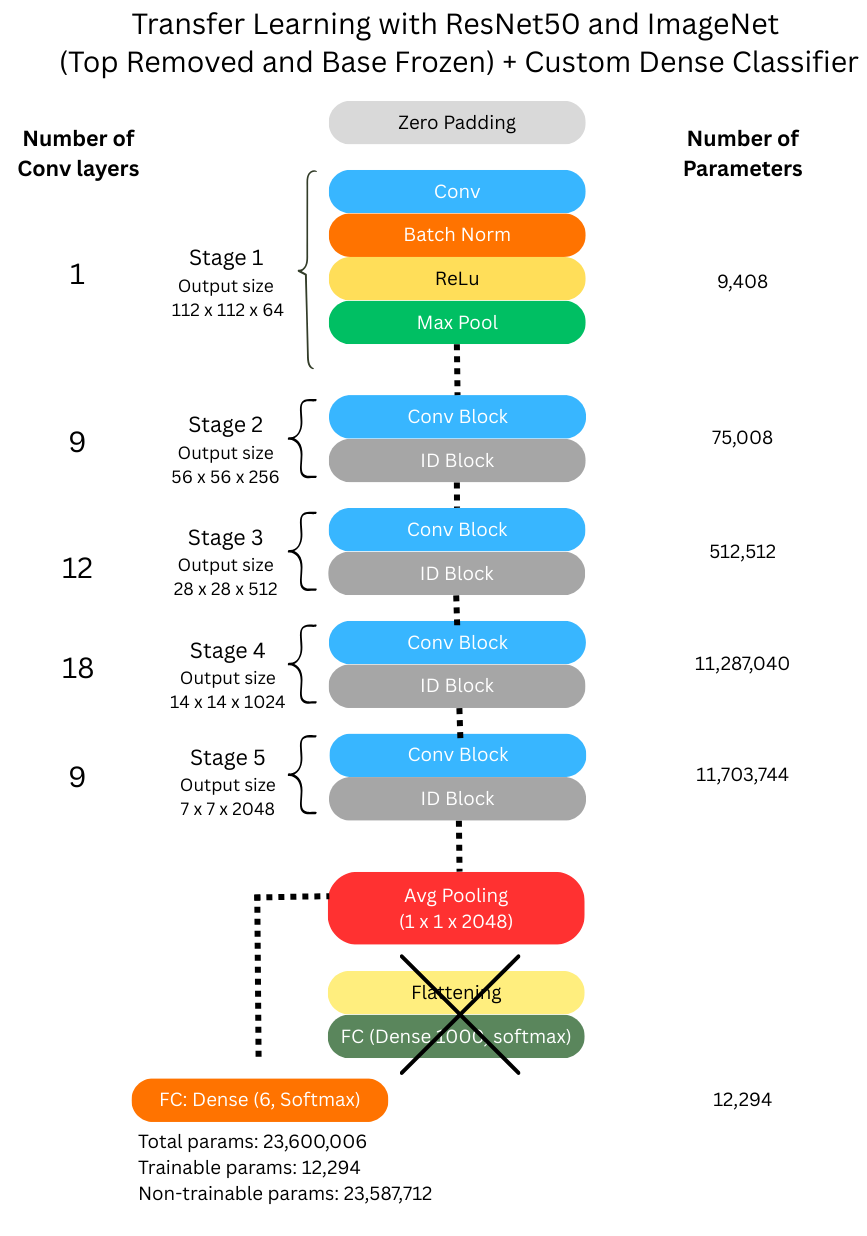 Transfer Learning with ResNet50 and ImageNet
(Top Removed and Base Frozen) + Custom Dense Classifier
Number of
Conv layers
Number of
Parameters
Zero Padding
Conv
Batch Norm
ReLu
Max Pool
1
Stage 1
Output size
112 x 112 x 64
9,408
Conv Block
ID Block
9
Stage 2
Output size
56 x 56 x 256
75,008
Conv Block
ID Block
12
Stage 3
Output size
28 x 28 x 512
512,512
Conv Block
ID Block
18
Stage 4
Output size
14 x 14 x 1024
11,287,040
Conv Block
ID Block
9
Stage 5
Output size
7 x 7 x 2048
11,703,744
Avg Pooling
(1 x 1 x 2048)
Flattening
FC (Dense 1000, softmax)
FC: Dense (6, Softmax)
12,294
Total params: 23,600,006
Trainable params: 12,294
Non-trainable params: 23,587,712